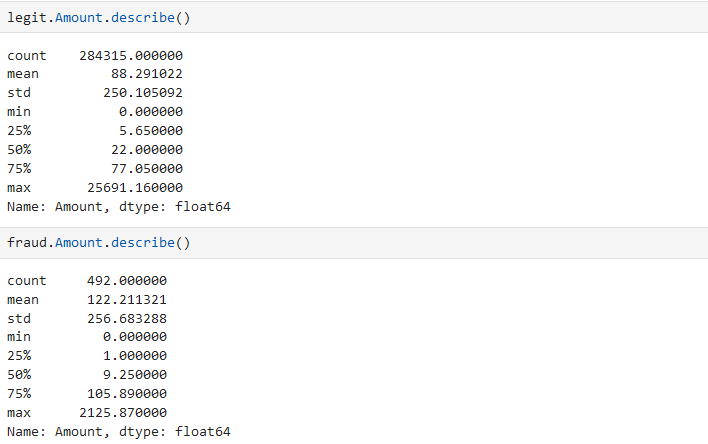 legit.Amount.describe()
count    284315.000000
mean         88.291022
std         250.105092
min           0.000000
25%           5.650000
50%          22.000000
75%          77.050000
max       25691.160000
Name: Amount, dtype: float64
fraud.Amount.describe()
count     492.000000
mean      122.211321
std       256.683288
min         0.000000
25%         1.000000
50%         9.250000
75%       105.890000
max      2125.870000
Name: Amount, dtype: float64